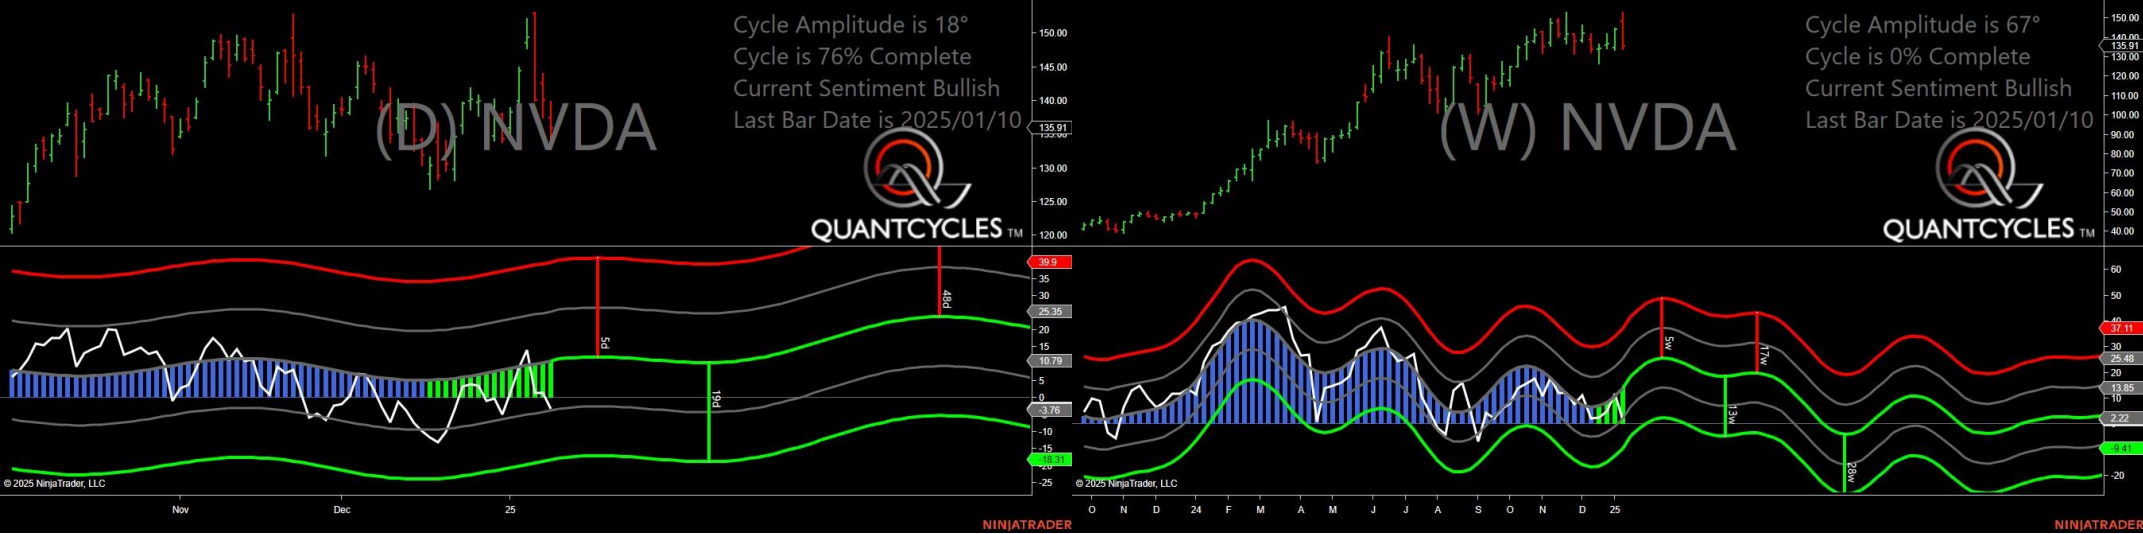 Cycle Amplitude is 18°
Cycle is 76% Complete
Current Sentiment Bullish
Last Bar Date is 2025/01/10
(D) NVDA
QUANTCYCLES TM
150.00
145.00
140.00
135.91
135.00
130.00
125.00
120.00
39.9
35
30
25.35
20
15
10.79
5
0
-3.76
-10
-15
-18.31
-20
-25
5d
19d
48d
© 2025 NinjaTrader, LLC
Nov
Dec
25
NINJATRADER
Cycle Amplitude is 67°
Cycle is 0% Complete
Current Sentiment Bullish
Last Bar Date is 2025/01/10
(W) NVDA
QUANTCYCLES TM
150.00
140.00
135.91
130.00
120.00
110.00
100.00
90.00
80.00
70.00
60.00
50.00
40.00
60
50
40
37.11
30
25.48
20
13.85
10
2.22
-9.41
-20
5w
13w
17w
28w
© 2025 NinjaTrader, LLC
O N D 24 F M A M J J A S O N D 25
NINJATRADER